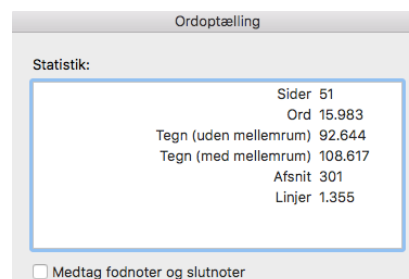 Ordoptælling
Statistik:
Sider 51
Ord 15.983
Tegn (uden mellemrum) 92.644
Tegn (med mellemrum) 108.617
Afsnit 301
Linjer 1.355
Medtag fodnoter og slutnoter